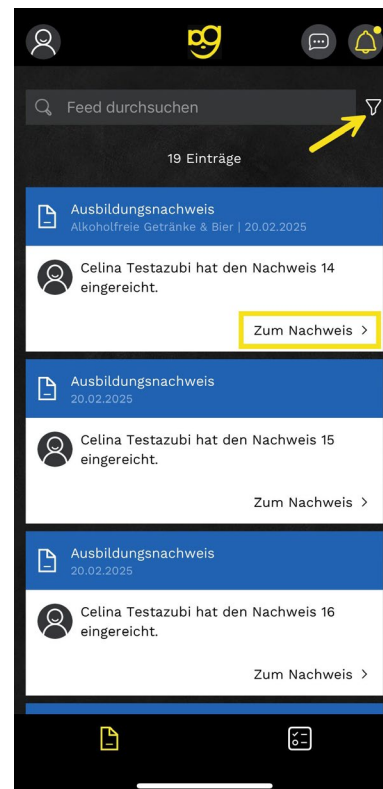 pg
Feed durchsuchen
19 Einträge
Ausbildungsnachweis
Alkoholfreie Getränke & Bier | 20.02.2025
Celina Testazubi hat den Nachweis 14
eingereicht.
Zum Nachweis >
Ausbildungsnachweis
20.02.2025
Celina Testazubi hat den Nachweis 15
eingereicht.
Zum Nachweis >
Ausbildungsnachweis
20.02.2025
Celina Testazubi hat den Nachweis 16
eingereicht.
Zum Nachweis >